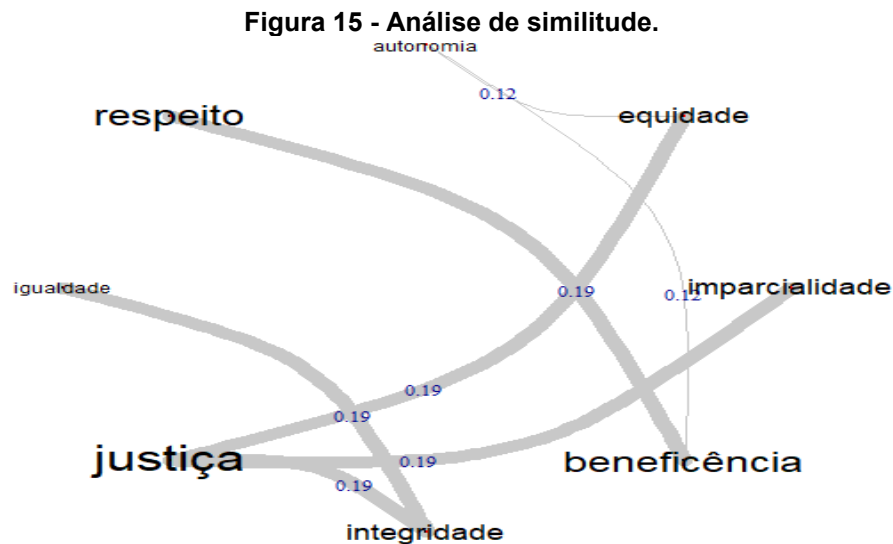 Figura 15 - Análise de similitude.
autonomia
0.12
respeito
equidade
igualdade
0.19
0.12
imparcialidade
0.19
0.19
justiça
0.19
beneficência
0.19
integridade